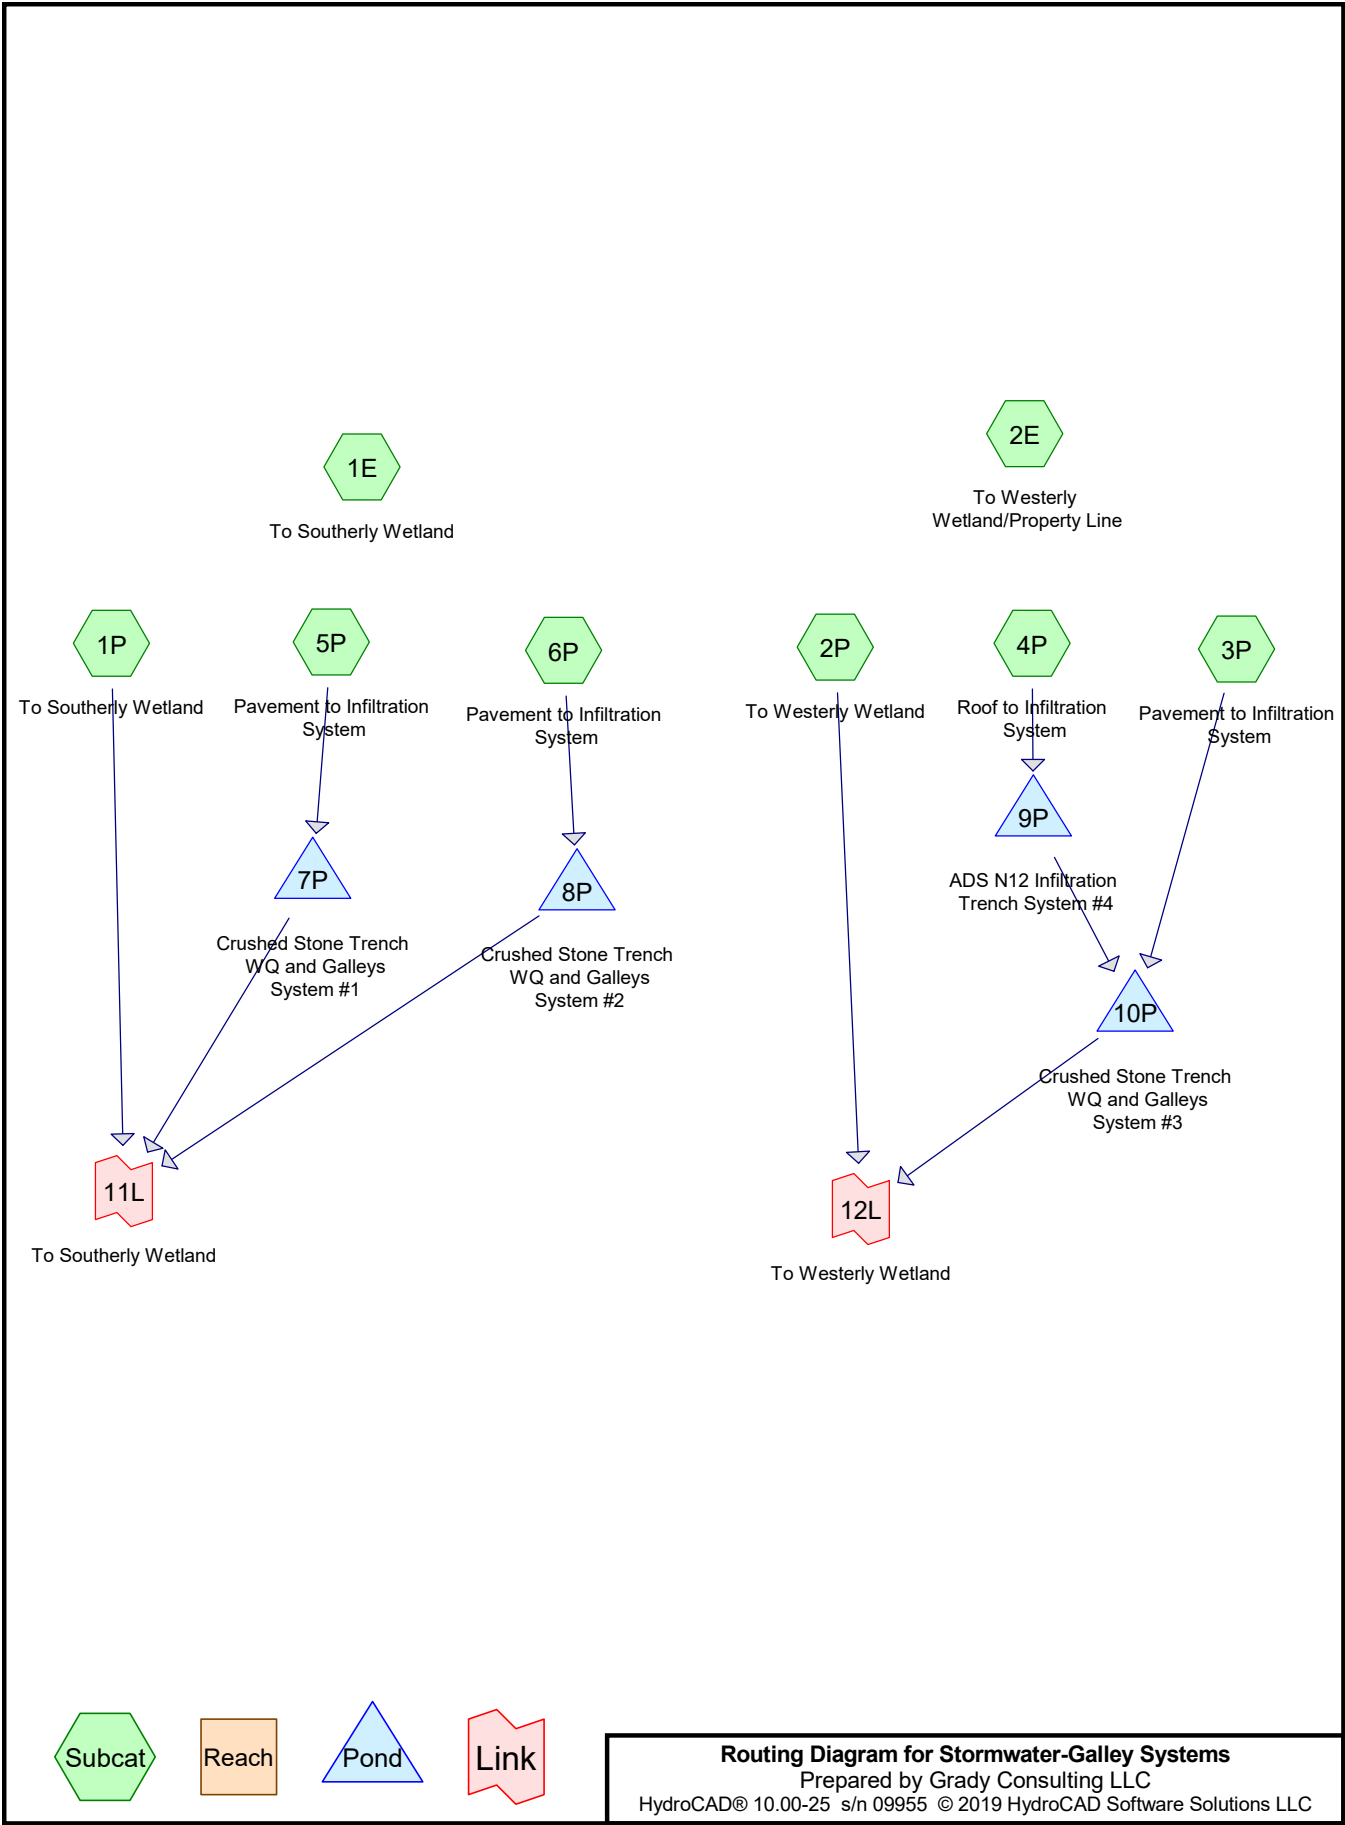 2E
To Westerly
Wetland/Property Line
1E
To Southerly Wetland
1P
To Southerly Wetland
5P
Pavement to Infiltration
System
6P
Pavement to Infiltration
System
2P
To Westerly Wetland
4P
Roof to Infiltration
System
3P
Pavement to Infiltration
System
7P
Crushed Stone Trench
WQ and Galleys
System #1
8P
Crushed Stone Trench
WQ and Galleys
System #2
9P
ADS N12 Infiltration
Trench System #4
10P
Crushed Stone Trench
WQ and Galleys
System #3
11L
To Southerly Wetland
12L
To Westerly Wetland
Subcat
Reach
Pond
Link
Routing Diagram for Stormwater-Galley Systems
Prepared by Grady Consulting LLC
HydroCAD® 10.00-25 s/n 09955 © 2019 HydroCAD Software Solutions LLC